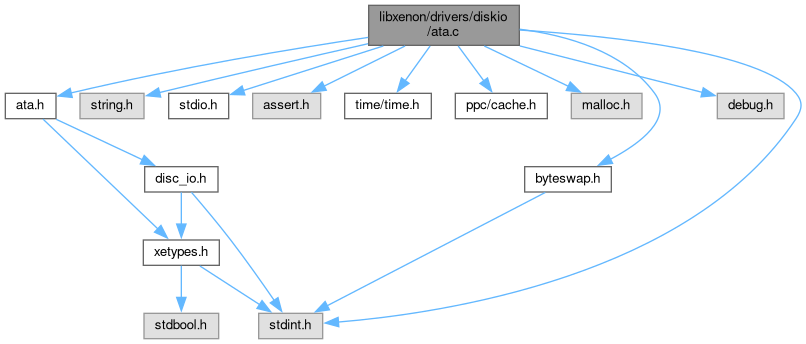 libxenon/drivers/diskio
/ata.c
ata.h
string.h
stdio.h
assert.h
time/time.h
ppc/cache.h
malloc.h
debug.h
disc_io.h
byteswap.h
xetypes.h
stdbool.h
stdint.h